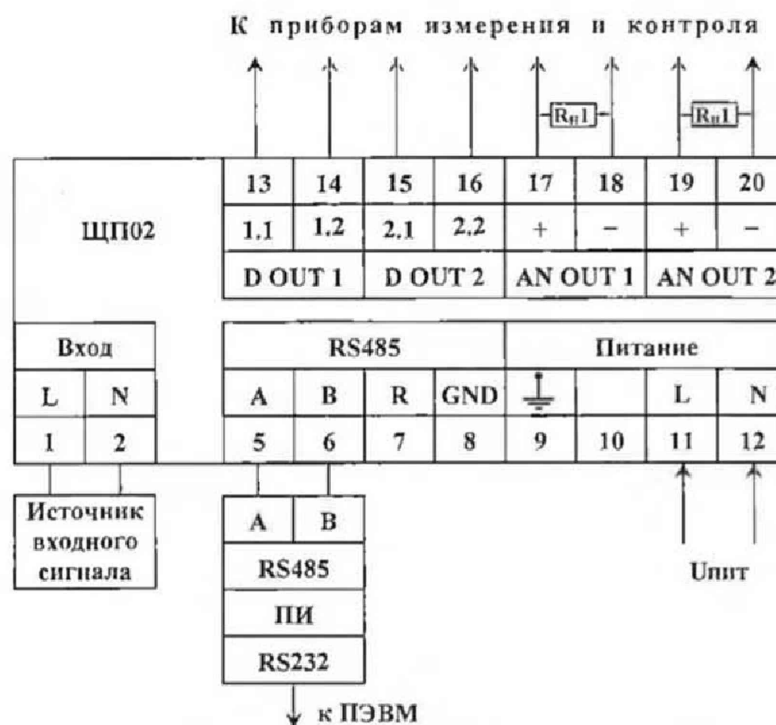 К приборам измерения и контроля
Rн1 Rн1
13 14 15 16 17 18 19 20
ЩП02 1.1 1.2 2.1 2.2 + − + −
D OUT 1 D OUT 2 AN OUT 1 AN OUT 2
Вход RS485 Питание
L N A B R GND L N
1 2 5 6 7 8 9 10 11 12
Источник
входного
сигнала
A B
RS485
ПИ
RS232
Uпит
к ПЭВМ